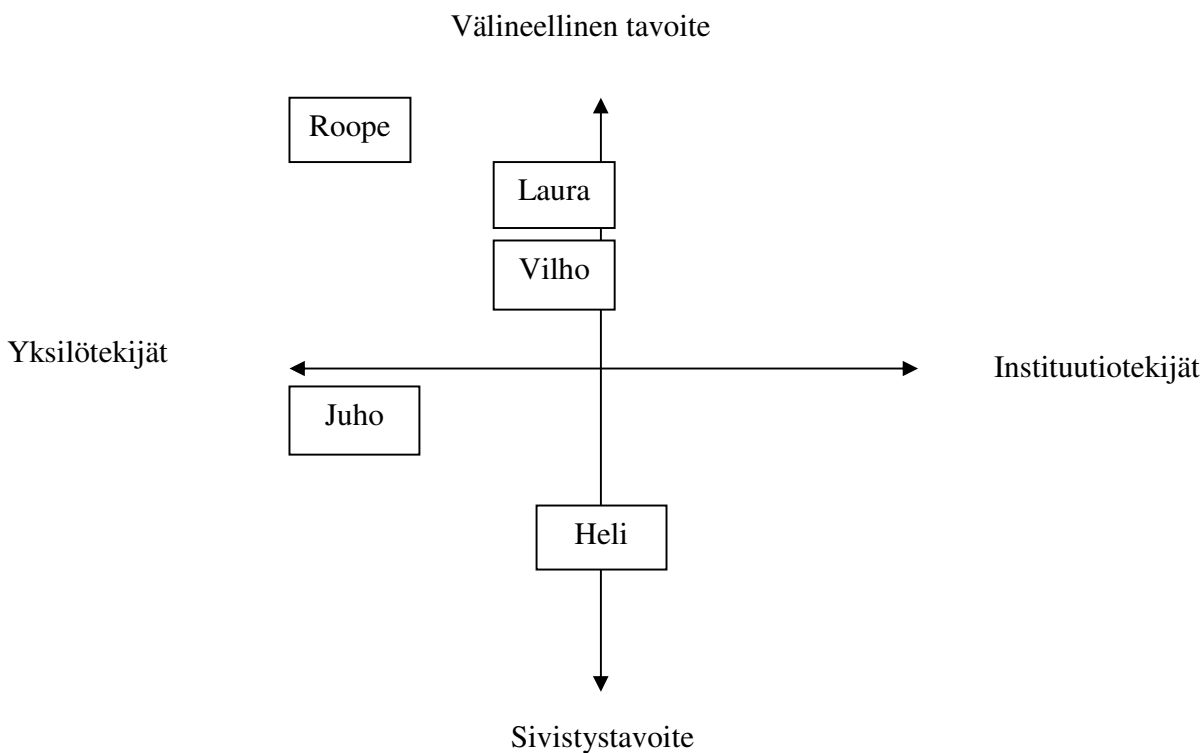 Välineellinen tavoite
Roope
Laura
Vilho
Yksilötekijät
Instituutiotekijät
Juho
Heli
Sivistystavoite